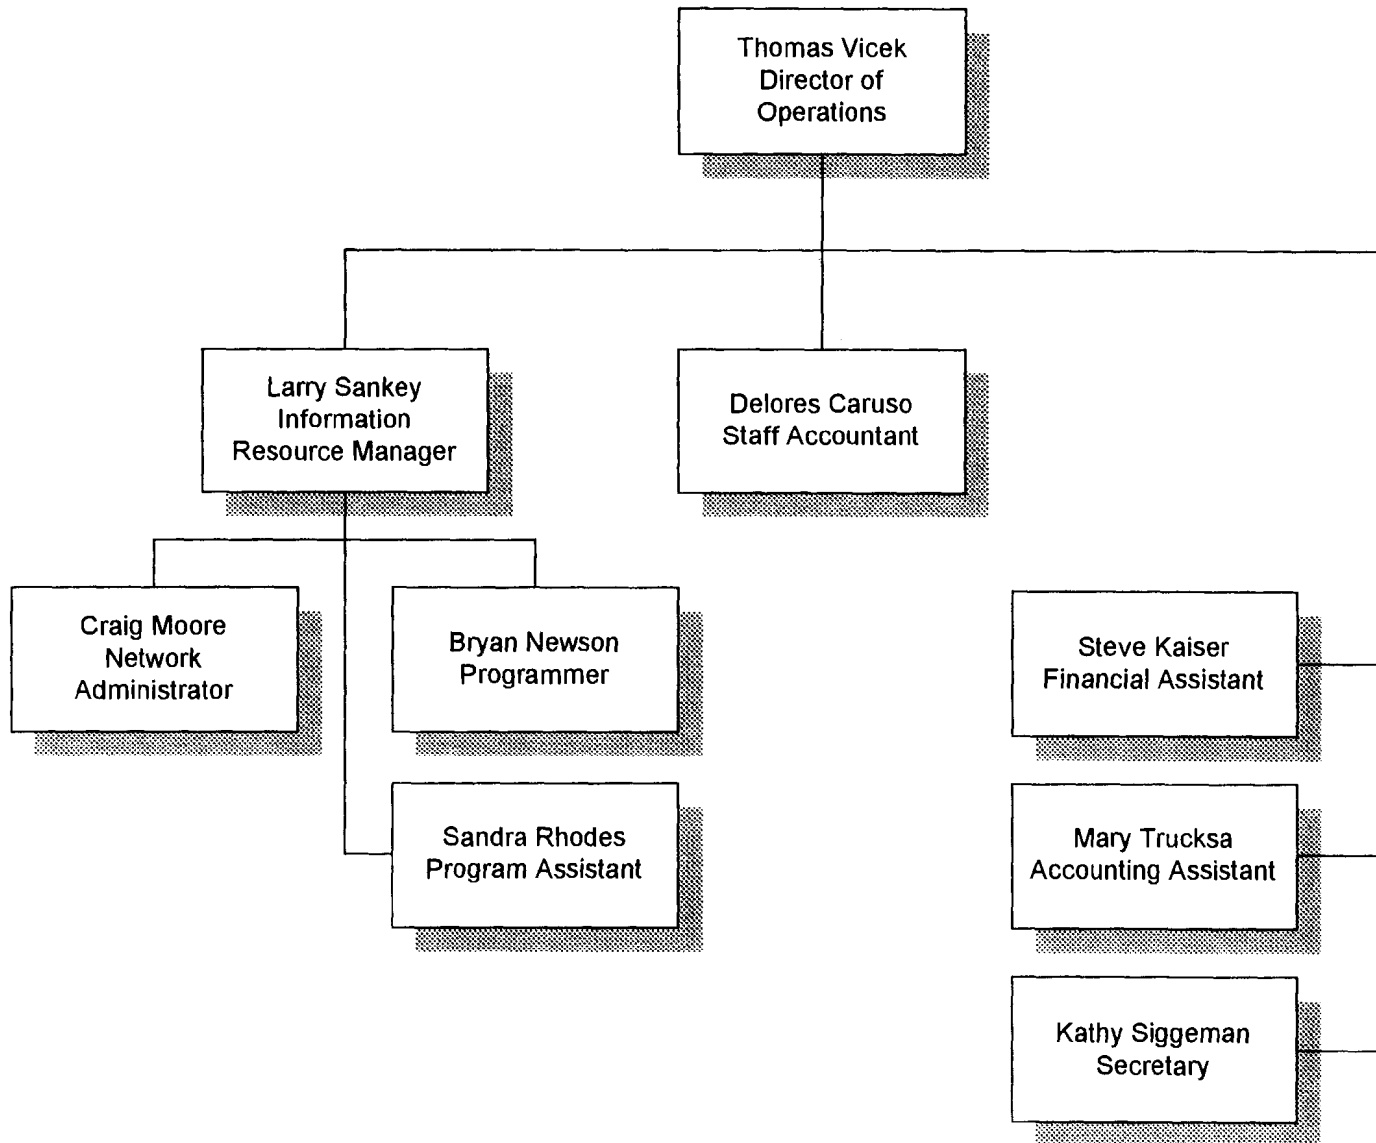 Thomas Vicek
Director of
Operations
Larry Sankey
Information
Resource Manager
Delores Caruso
Staff Accountant
Craig Moore
Network
Administrator
Bryan Newson
Programmer
Steve Kaiser
Financial Assistant
Sandra Rhodes
Program Assistant
Mary Trucksa
Accounting Assistant
Kathy Siggeman
Secretary